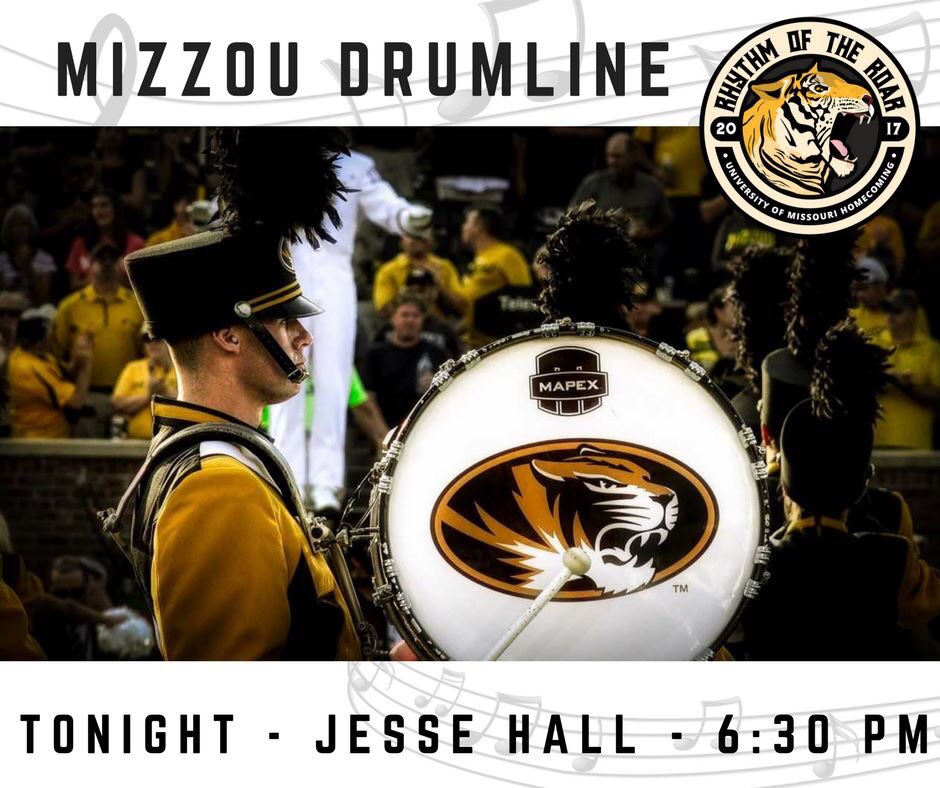 MIZZOU DRUMLINE
RHYTHM OF THE ROAR
20 17
• UNIVERSITY OF MISSOURI HOMECOMING •
MAPEX
TM
TONIGHT - JESSE HALL - 6:30 PM